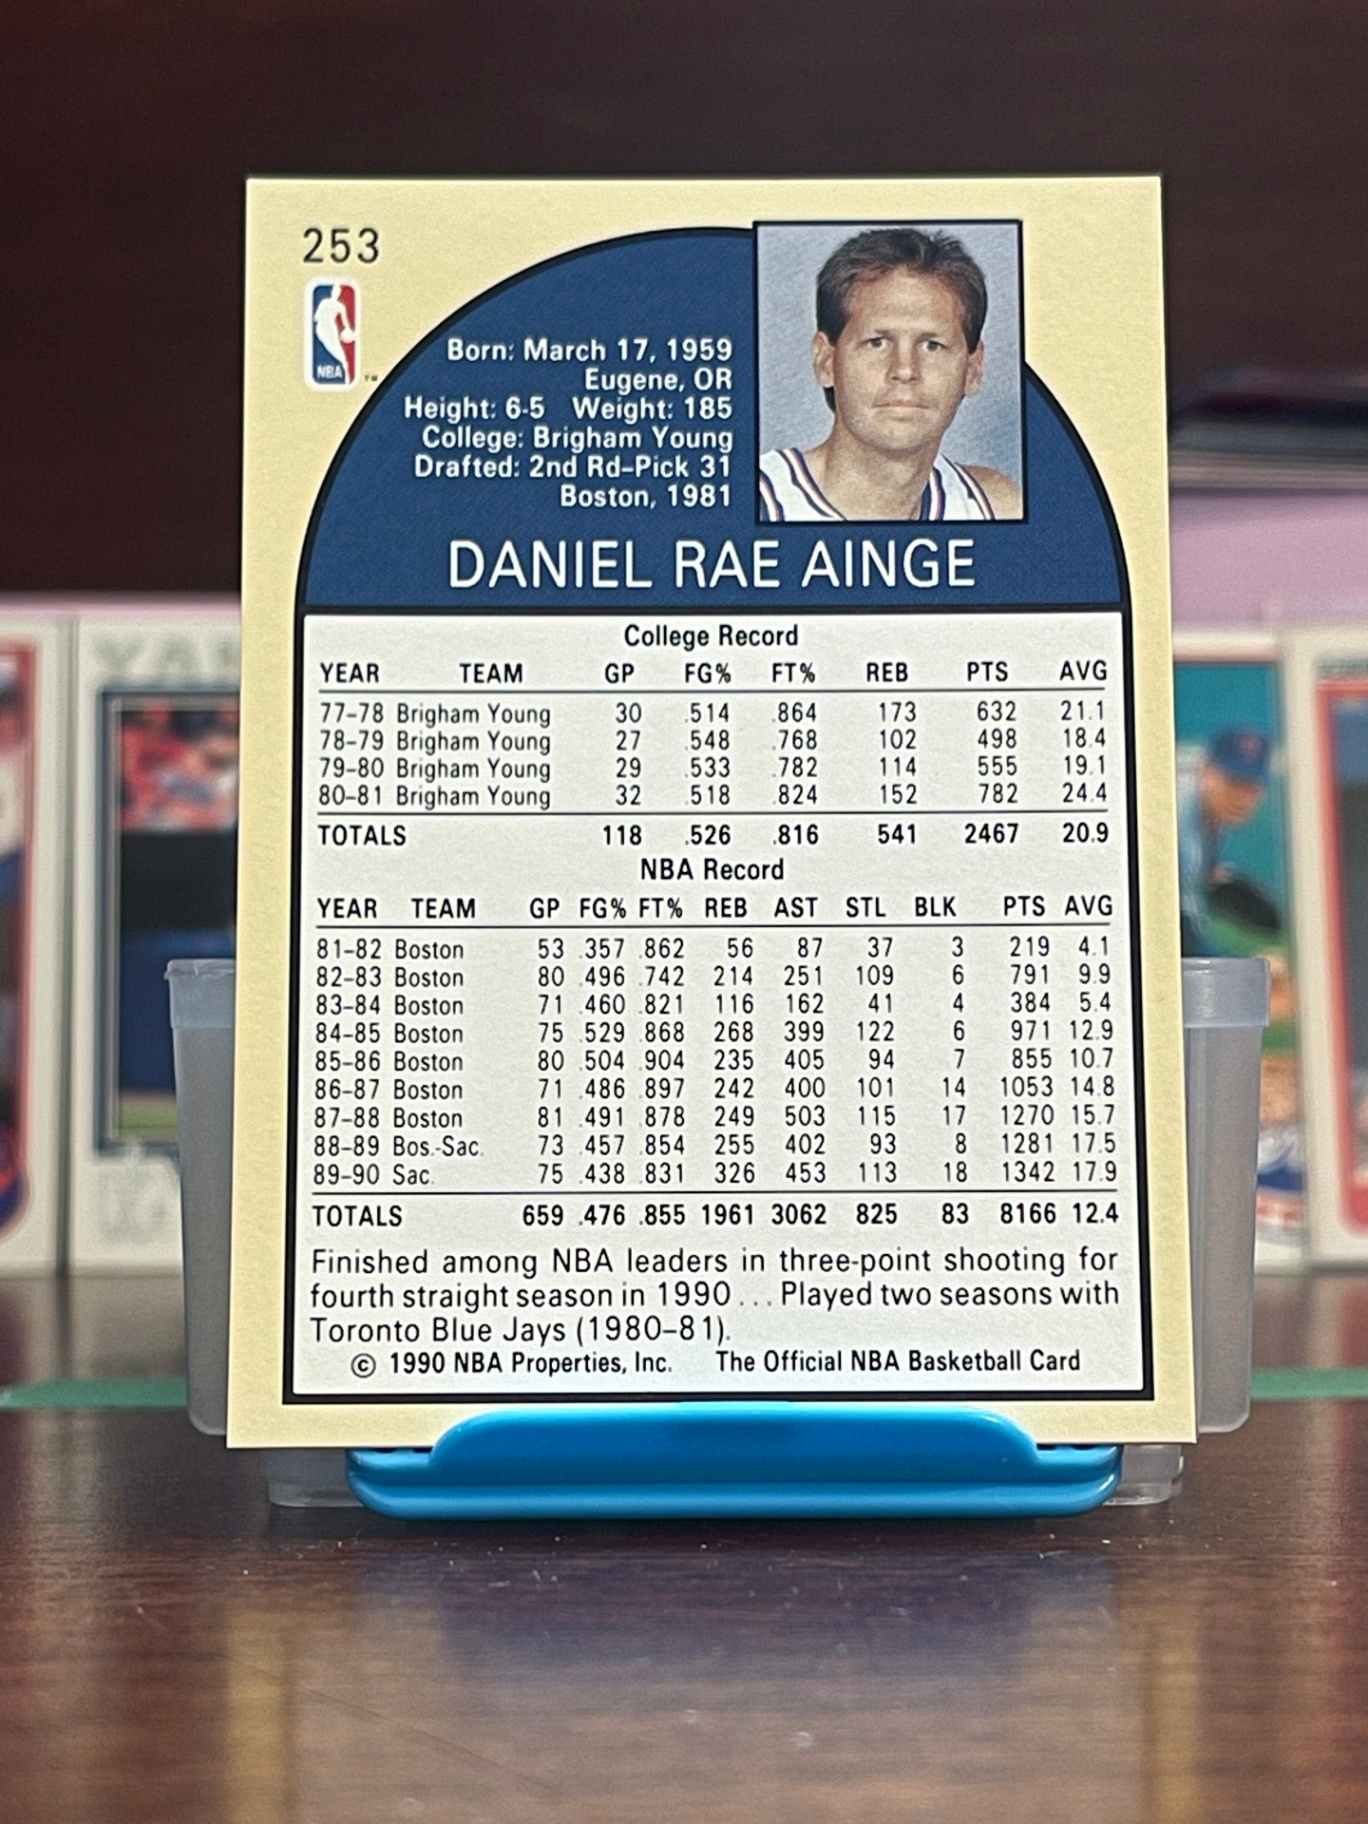 253
NBA
Born: March 17, 1959
Eugene, OR
Height: 6-5 Weight: 185
College: Brigham Young
Drafted: 2nd Rd–Pick 31
Boston, 1981
DANIEL RAE AINGE
College Record
YEAR TEAM GP FG% FT% REB PTS AVG
77–78 Brigham Young 30 .514 .864 173 632 21.1
78–79 Brigham Young 27 .548 .768 102 498 18.4
79–80 Brigham Young 29 .533 .782 114 555 19.1
80–81 Brigham Young 32 .518 .824 152 782 24.4
TOTALS 118 .526 .816 541 2467 20.9
NBA Record
YEAR TEAM GP FG% FT% REB AST STL BLK PTS AVG
81–82 Boston 53 .357 .862 56 87 37 3 219 4.1
82–83 Boston 80 .496 .742 214 251 109 6 791 9.9
83–84 Boston 71 .460 .821 116 162 41 4 384 5.4
84–85 Boston 75 .529 .868 268 399 122 6 971 12.9
85–86 Boston 80 .504 .904 235 405 94 7 855 10.7
86–87 Boston 71 .486 .897 242 400 101 14 1053 14.8
87–88 Boston 81 .491 .878 249 503 115 17 1270 15.7
88–89 Bos.-Sac. 73 .457 .854 255 402 93 8 1281 17.5
89–90 Sac. 75 .438 .831 326 453 113 18 1342 17.9
TOTALS 659 .476 .855 1961 3062 825 83 8166 12.4
Finished among NBA leaders in three-point shooting for
fourth straight season in 1990 . . . Played two seasons with
Toronto Blue Jays (1980–81).
© 1990 NBA Properties, Inc. The Official NBA Basketball Card